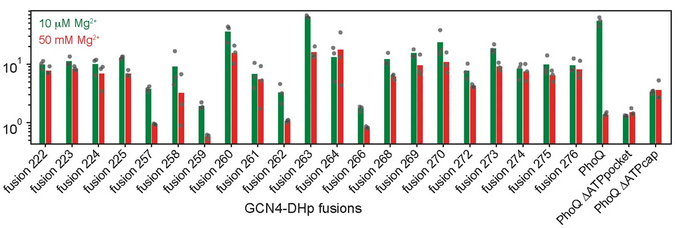 10 µM Mg²⁺
50 mM Mg²⁺
10¹
10⁰
fusion 222
fusion 223
fusion 224
fusion 225
fusion 257
fusion 258
fusion 259
fusion 260
fusion 261
fusion 262
fusion 263
fusion 264
fusion 266
fusion 268
fusion 269
fusion 270
fusion 272
fusion 273
fusion 274
fusion 275
fusion 276
PhoQ
PhoQ ΔATPpocket
PhoQ ΔATPcap
GCN4-DHp fusions